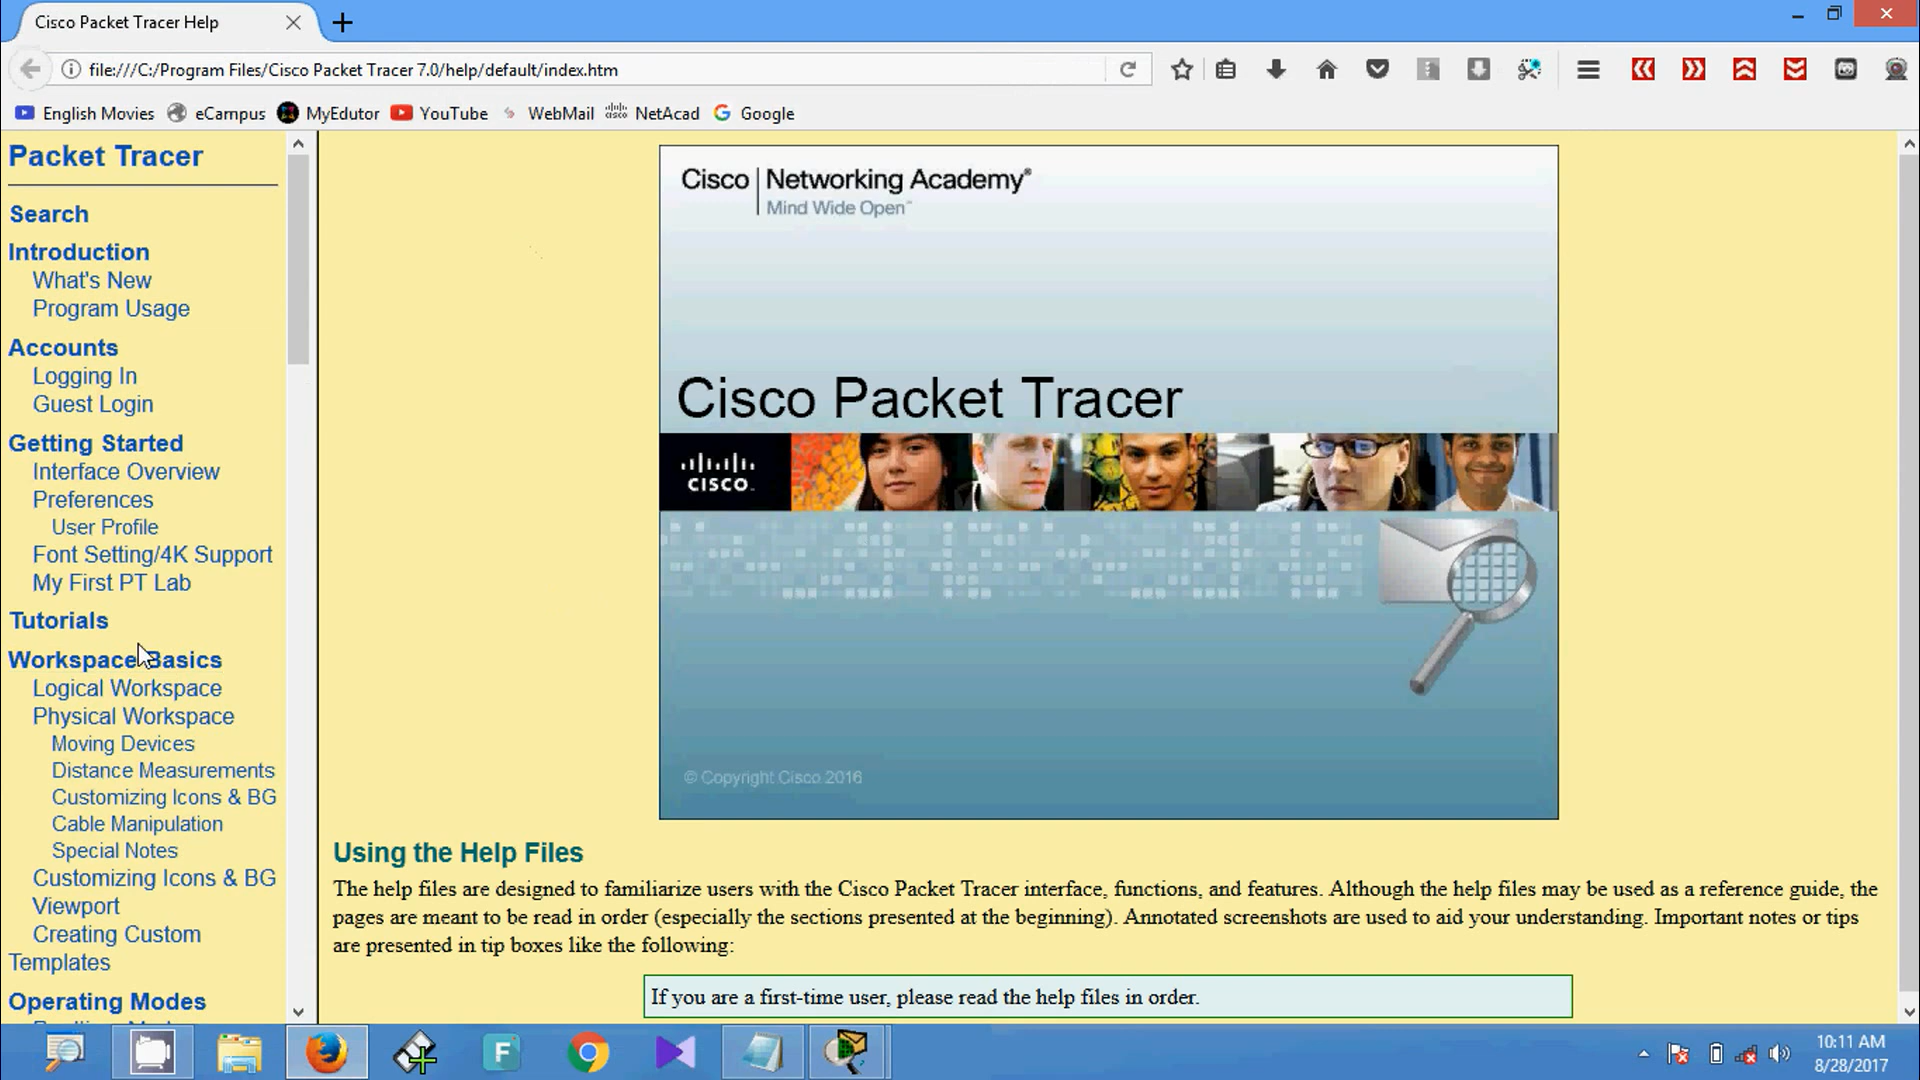 Cisco Packet Tracer Help
file:///C:/Program Files/Cisco Packet Tracer 7.0/help/default/index.htm
English Movies
eCampus
MyEdutor
YouTube
WebMail
NetAcad
Google
Packet Tracer
Search
Introduction
What's New
Program Usage
Accounts
Logging In
Guest Login
Getting Started
Interface Overview
Preferences
User Profile
Font Setting/4K Support
My First PT Lab
Tutorials
Workspace Basics
Logical Workspace
Physical Workspace
Moving Devices
Distance Measurements
Customizing Icons & BG
Cable Manipulation
Special Notes
Customizing Icons & BG
Viewport
Creating Custom
Templates
Operating Modes
Cisco Networking Academy®
Mind Wide Open™
Cisco Packet Tracer
CISCO
© Copyright Cisco 2016
Using the Help Files
The help files are designed to familiarize users with the Cisco Packet Tracer interface, functions, and features. Although the help files may be used as a reference guide, the
pages are meant to be read in order (especially the sections presented at the beginning). Annotated screenshots are used to aid your understanding. Important notes or tips
are presented in tip boxes like the following:
If you are a first-time user, please read the help files in order.
F
10:11 AM
8/28/2017